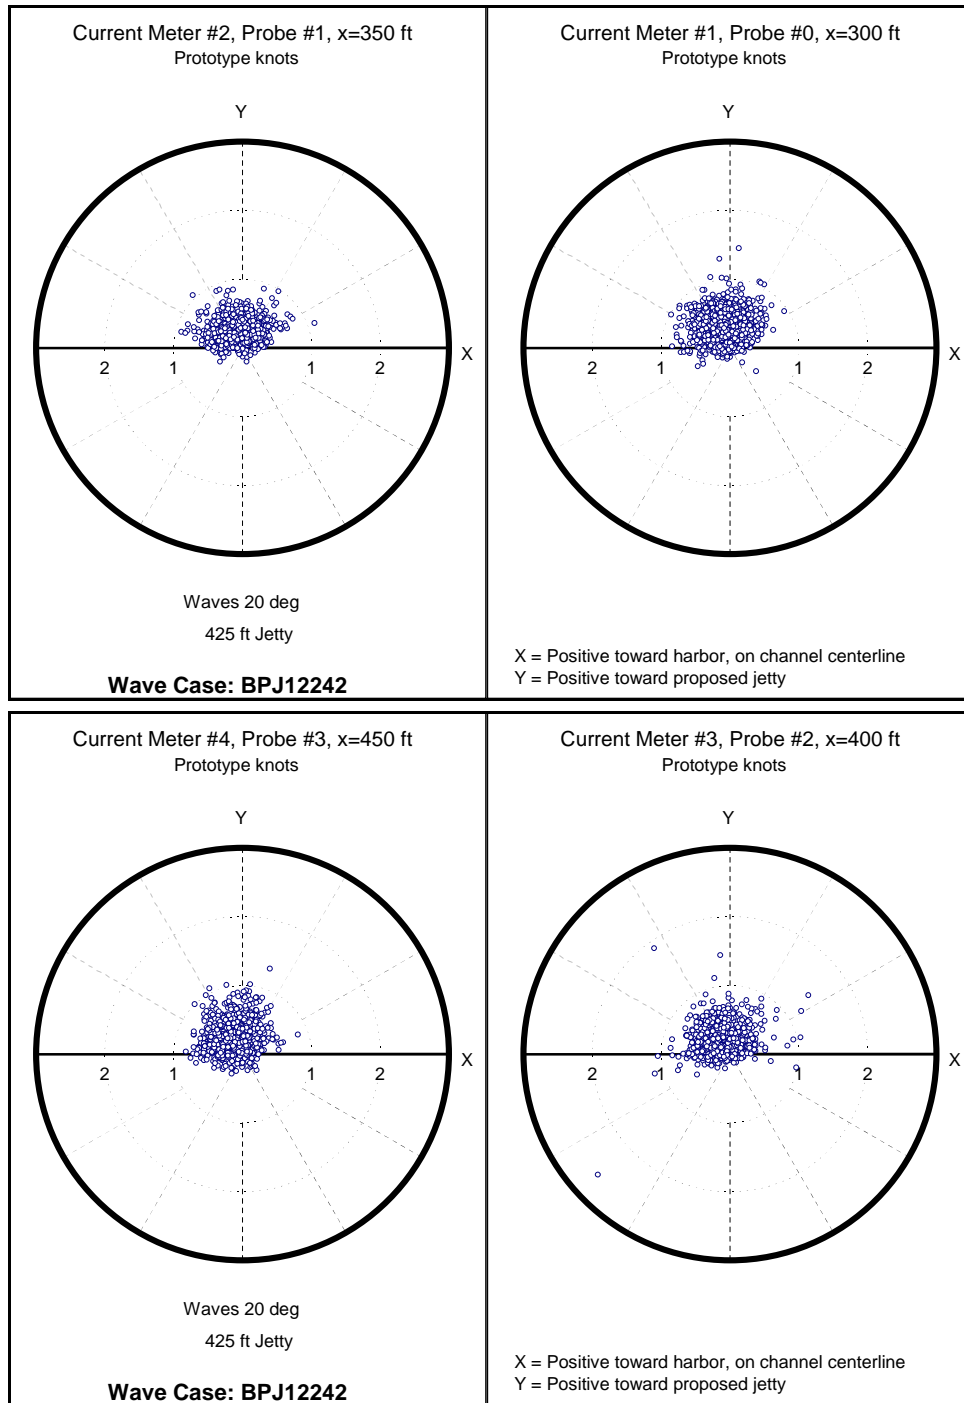 Current Meter #2, Probe #1, x=350 ft
Prototype knots
Y
X
2 1 1 2
Waves 20 deg
425 ft Jetty
Wave Case: BPJ12242
Current Meter #1, Probe #0, x=300 ft
Prototype knots
Y
X
2 1 1 2
X = Positive toward harbor, on channel centerline
Y = Positive toward proposed jetty
Current Meter #4, Probe #3, x=450 ft
Prototype knots
Y
X
2 1 1 2
Waves 20 deg
425 ft Jetty
Wave Case: BPJ12242
Current Meter #3, Probe #2, x=400 ft
Prototype knots
Y
X
2 1 1 2
X = Positive toward harbor, on channel centerline
Y = Positive toward proposed jetty